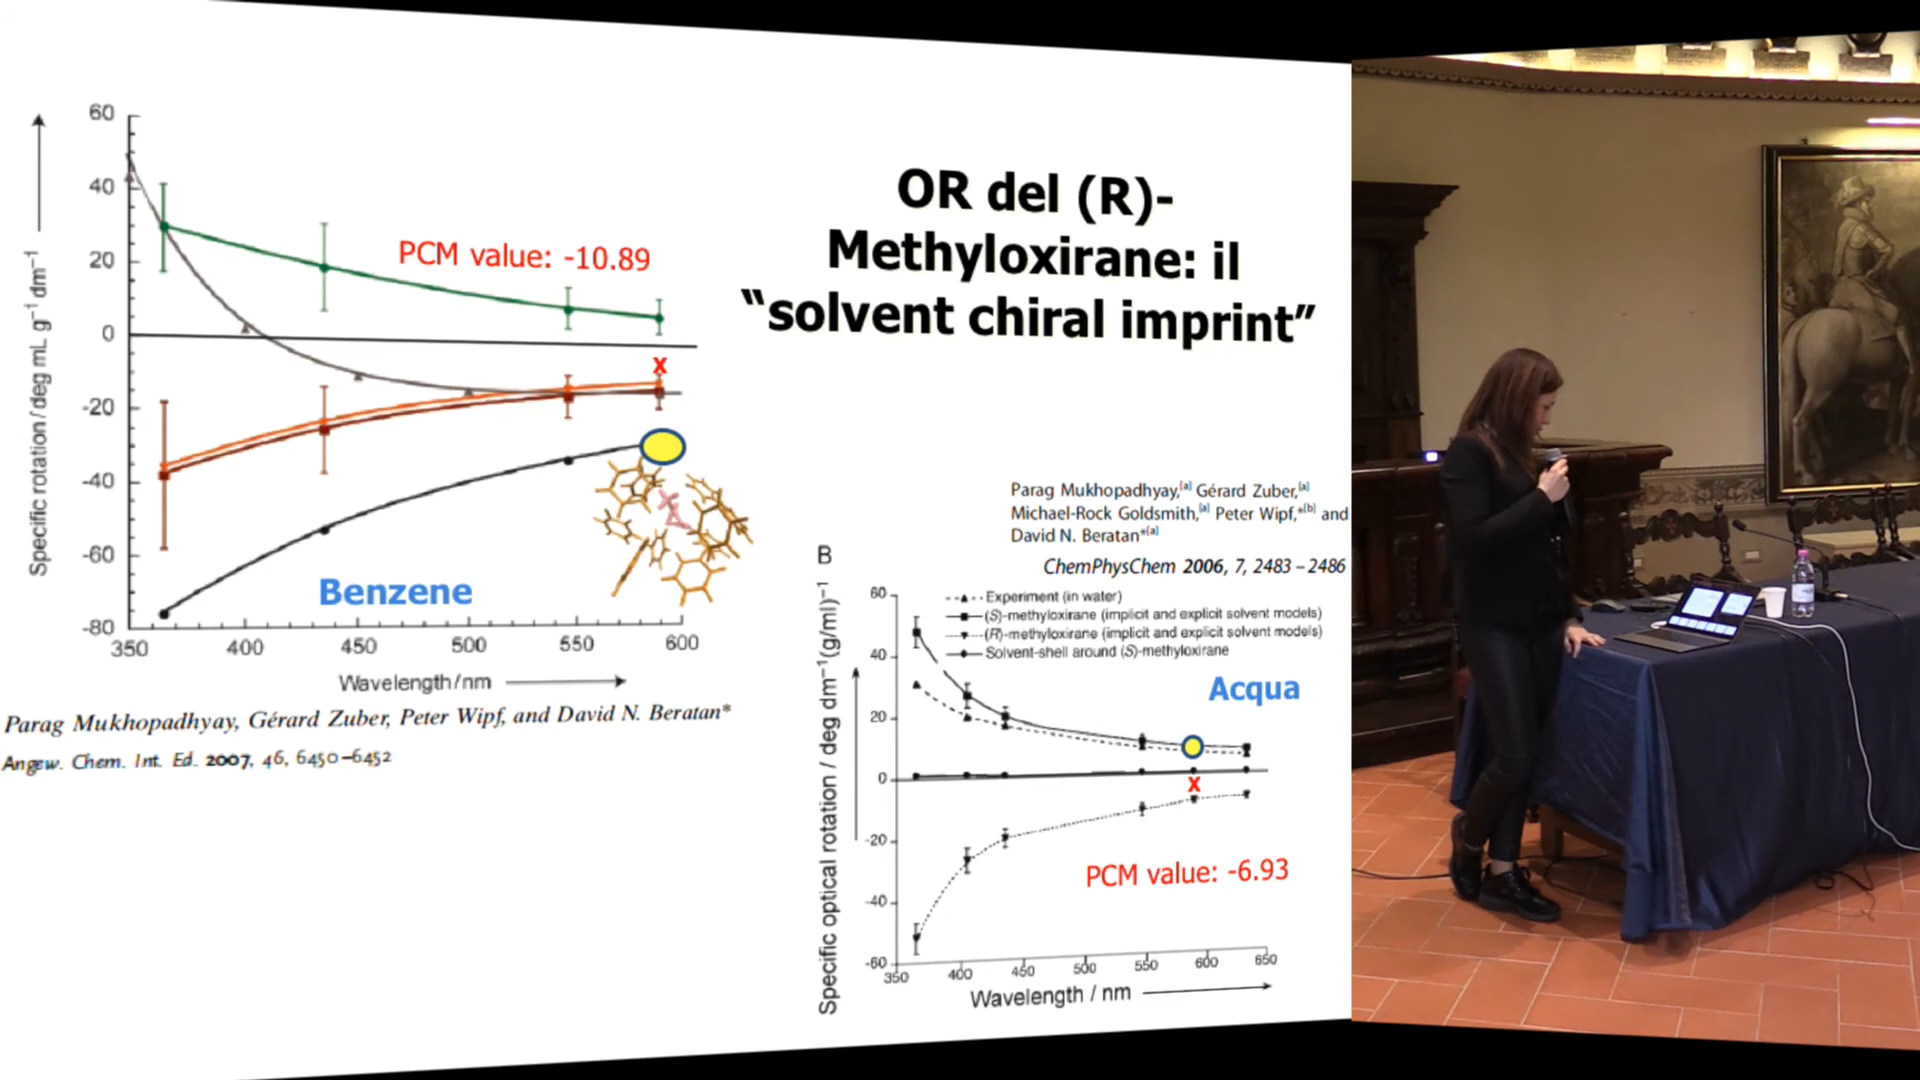 OR del (R)-
Methyloxirane: il
“solvent chiral imprint”
Specific rotation / deg mL g⁻¹ dm⁻¹
60
40
20
0
-20
-40
-60
-80
350
400
450
500
550
600
PCM value: -10.89
x
Benzene
Wavelength/nm
Parag Mukhopadhyay, Gérard Zuber, Peter Wipf, and David N. Beratan*
Angew. Chem. Int. Ed. 2007, 46, 6450–6452
Parag Mukhopadhyay,[a] Gérard Zuber,[a]
Michael-Rock Goldsmith,[a] Peter Wipf,*[b] and
David N. Beratan*[a]
ChemPhysChem 2006, 7, 2483 – 2486
B
Specific optical rotation / deg dm⁻¹(g/ml)⁻¹
60
40
20
0
-20
-40
-60
350
400
450
500
550
600
650
Experiment (in water)
(S)-methyloxirane (implicit and explicit solvent models)
(R)-methyloxirane (implicit and explicit solvent models)
Solvent-shell around (S)-methyloxirane
Acqua
x
PCM value: -6.93
Wavelength / nm